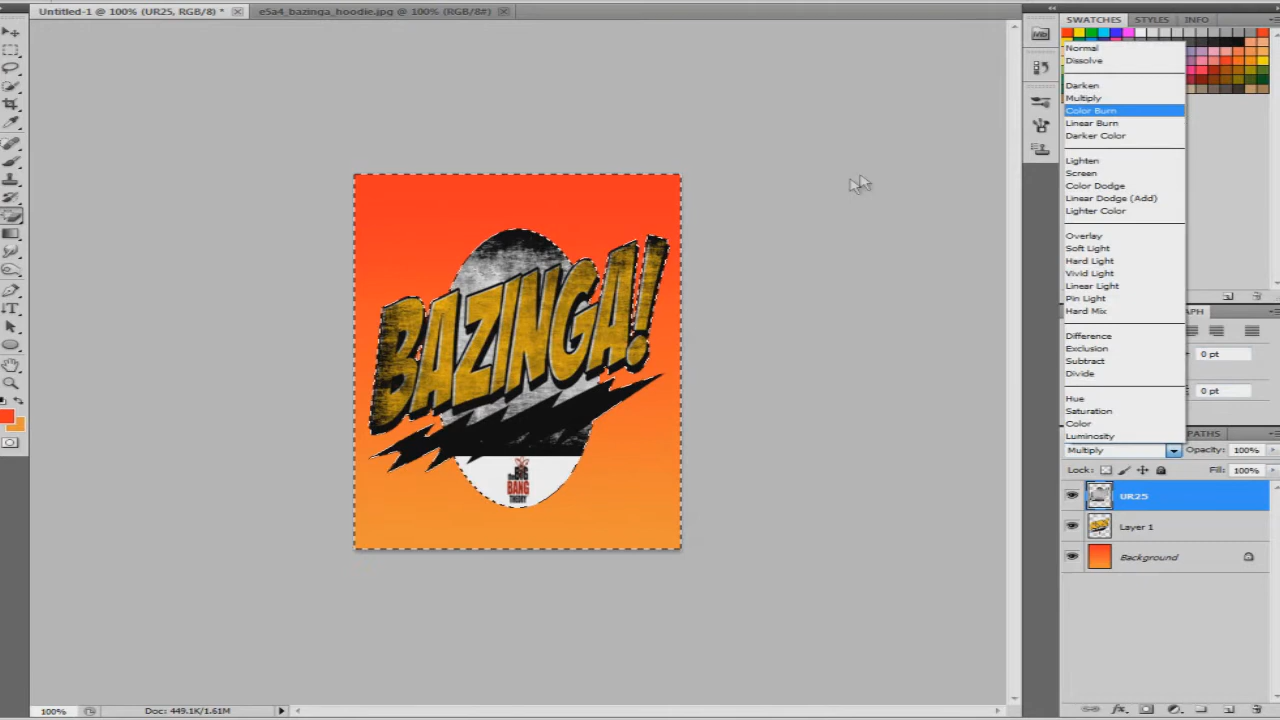 Untitled-1 @ 100% (UR25, RGB/8) *
e5a4_bazinga_hoodie.jpg @ 100% (RGB/8#)
SWATCHES
STYLES
INFO
Normal
Dissolve
Darken
Multiply
Color Burn
Linear Burn
Darker Color
Lighten
Screen
Color Dodge
Linear Dodge (Add)
Lighter Color
Overlay
Soft Light
Hard Light
Vivid Light
Linear Light
Pin Light
Hard Mix
Difference
Exclusion
Subtract
Divide
Hue
Saturation
Color
Luminosity
BAZINGA!
the BIG
BANG
THEORY
0 pt
0 pt
PATHS
Multiply
Opacity: 100%
Lock:
Fill: 100%
UR25
Layer 1
Background
100%
Doc: 449.1K/1.61M